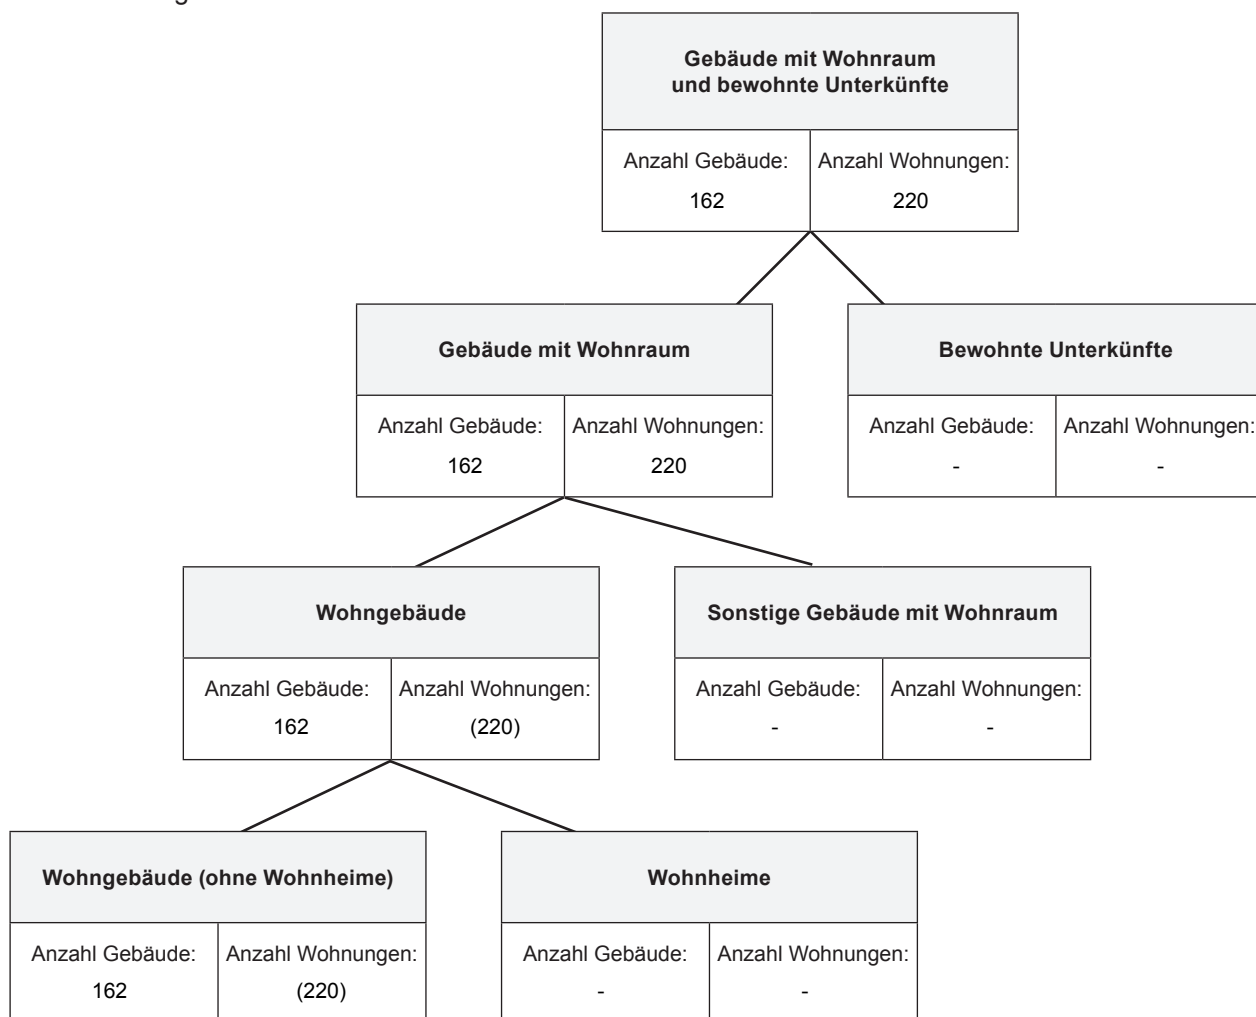 Gebäude mit Wohnraum
und bewohnte Unterkünfte
Anzahl Gebäude: Anzahl Wohnungen:
162 220
Gebäude mit Wohnraum
Anzahl Gebäude: Anzahl Wohnungen:
162 220
Bewohnte Unterkünfte
Anzahl Gebäude: Anzahl Wohnungen:
- -
Wohngebäude
Anzahl Gebäude: Anzahl Wohnungen:
162 (220)
Sonstige Gebäude mit Wohnraum
Anzahl Gebäude: Anzahl Wohnungen:
- -
Wohngebäude (ohne Wohnheime)
Anzahl Gebäude: Anzahl Wohnungen:
162 (220)
Wohnheime
Anzahl Gebäude: Anzahl Wohnungen:
- -